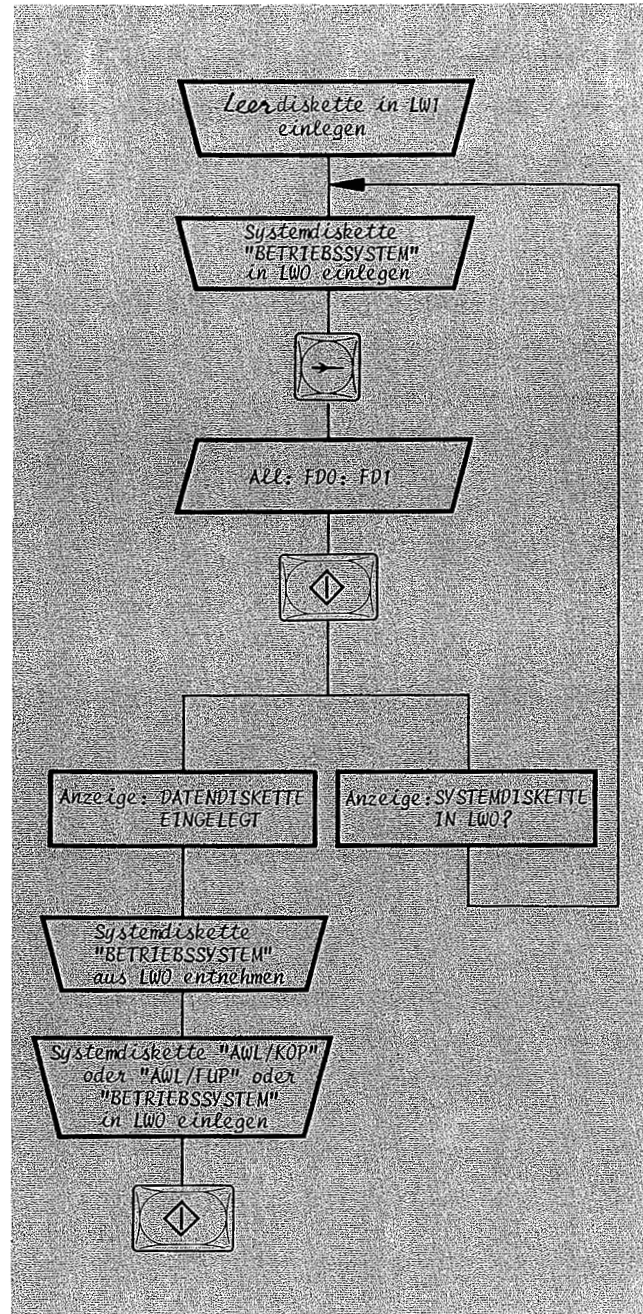 Leerdiskette in LW1
einlegen
Systemdiskette
"BETRIEBSSYSTEM"
in LW0 einlegen
All: FD0: FD1
Anzeige: DATENDISKETTE
EINGELEGT
Anzeige:SYSTEMDISKETTE
IN LW0?
Systemdiskette
"BETRIEBSSYSTEM"
aus LW0 entnehmen
Systemdiskette "AWL/KOP"
oder "AWL/FUP" oder
"BETRIEBSSYSTEM"
in LW0 einlegen